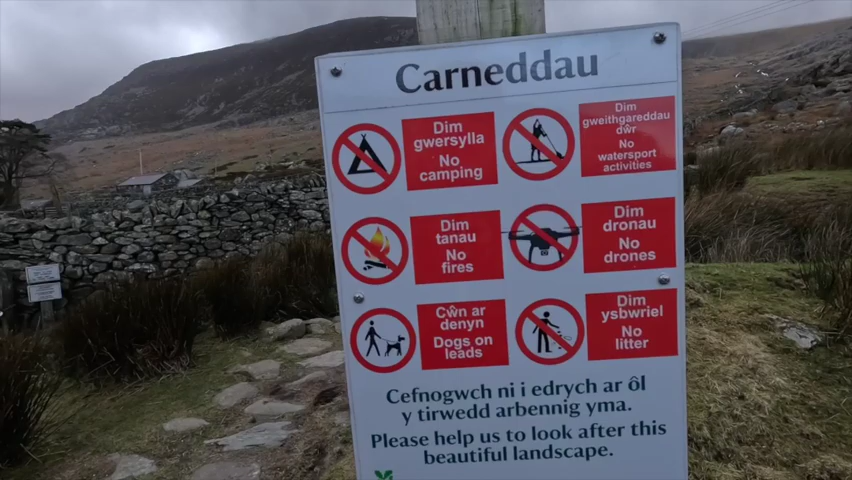 Carneddau
Dim
gwersylla
No
camping
Dim
gweithgareddau
dŵr
No
watersport
activities
Dim
tanau
No
fires
Dim
dronau
No
drones
Cŵn ar
denyn
Dogs on
leads
Dim
ysbwriel
No
litter
Cefnogwch ni i edrych ar ôl
y tirwedd arbennig yma.
Please help us to look after this
beautiful landscape.